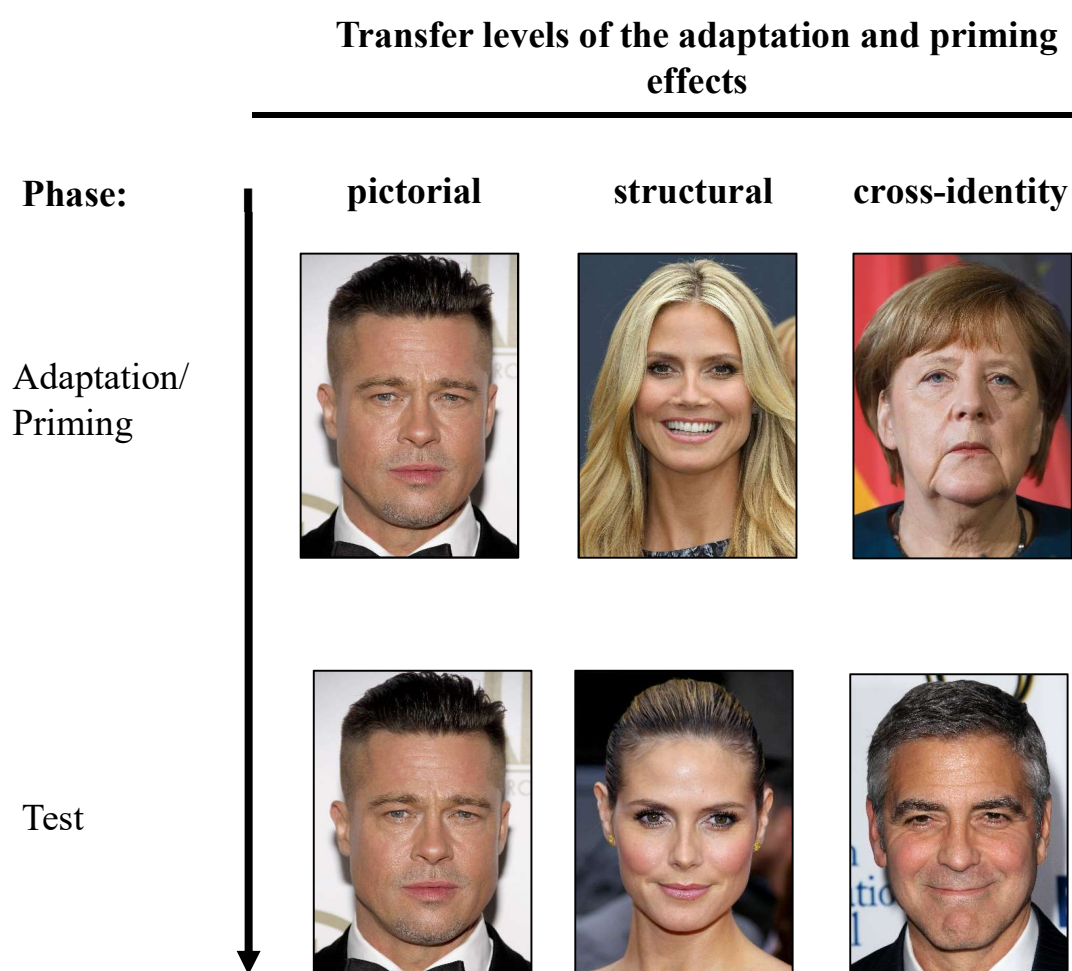 Transfer levels of the adaptation and priming
effects
Phase:
pictorial
structural
cross-identity
Adaptation/
Priming
Test